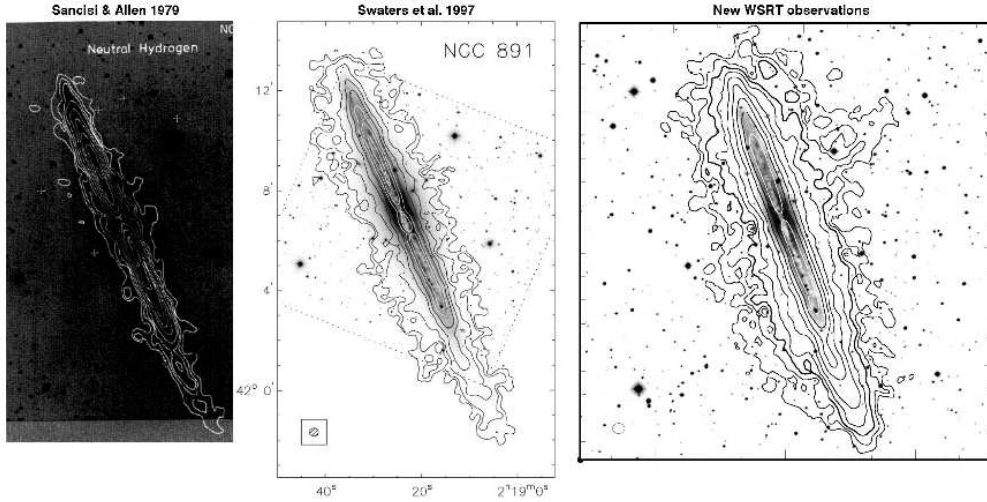 Sancisi & Allen 1979
Neutral Hydrogen
Swaters et al. 1997
NGC 891
12'
8'
4'
42° 0'
40s
20s
2h19m0s
New WSRT observations